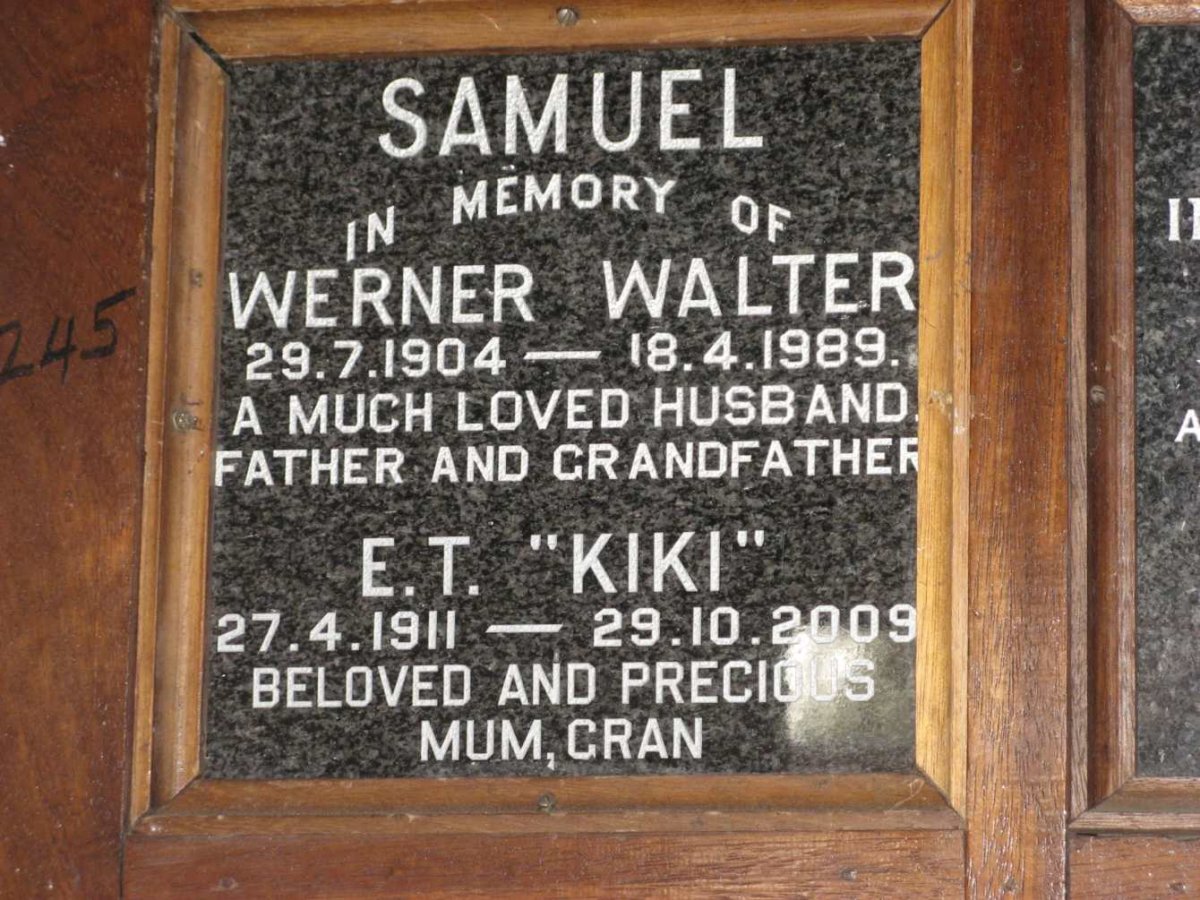 SAMUEL
IN MEMORY OF
WERNER WALTER
29.7.1904 — 18.4.1989.
A MUCH LOVED HUSBAND,
FATHER AND GRANDFATHER
E.T. "KIKI"
27.4.1911 — 29.10.2009
BELOVED AND PRECIOUS
MUM, GRAN
245